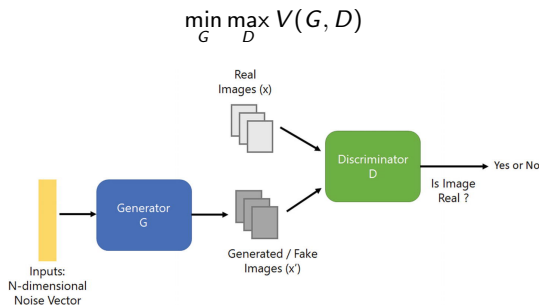 min max V(G, D)
G D
Real
Images (x)
Discriminator
D
Yes or No
Is Image
Real ?
Generator
G
Generated / Fake
Images (x')
Inputs:
N-dimensional
Noise Vector